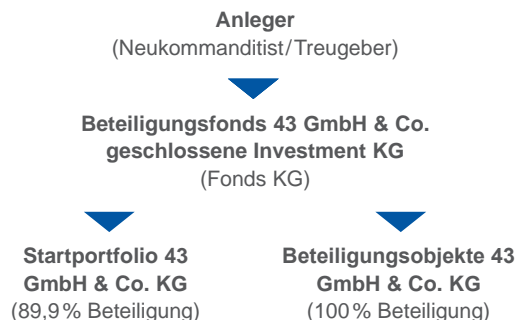 Anleger
(Neukommanditist/Treugeber)
Beteiligungsfonds 43 GmbH & Co.
geschlossene Investment KG
(Fonds KG)
Startportfolio 43
GmbH & Co. KG
(89,9 % Beteiligung)
Beteiligungsobjekte 43
GmbH & Co. KG
(100 % Beteiligung)